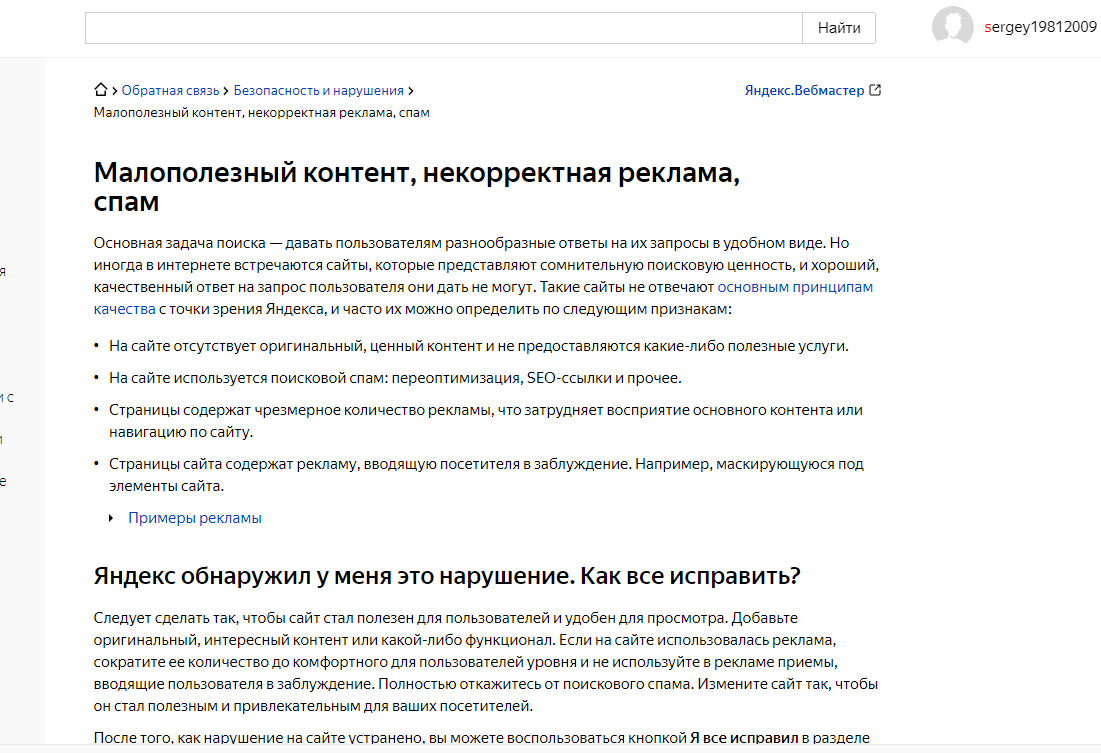 Найти
sergey19812009
Обратная связь
Безопасность и нарушения
Яндекс.Вебмастер
Малополезный контент, некорректная реклама, спам
Малополезный контент, некорректная реклама,
спам
Основная задача поиска — давать пользователям разнообразные ответы на их запросы в удобном виде. Но
иногда в интернете встречаются сайты, которые представляют сомнительную поисковую ценность, и хороший,
качественный ответ на запрос пользователя они дать не могут. Такие сайты не отвечают основным принципам
качества с точки зрения Яндекса, и часто их можно определить по следующим признакам:
• На сайте отсутствует оригинальный, ценный контент и не предоставляются какие-либо полезные услуги.
• На сайте используется поисковой спам: переоптимизация, SEO-ссылки и прочее.
• Страницы содержат чрезмерное количество рекламы, что затрудняет восприятие основного контента или
навигацию по сайту.
• Страницы сайта содержат рекламу, вводящую посетителя в заблуждение. Например, маскирующуюся под
элементы сайта.
Примеры рекламы
Яндекс обнаружил у меня это нарушение. Как все исправить?
Следует сделать так, чтобы сайт стал полезен для пользователей и удобен для просмотра. Добавьте
оригинальный, интересный контент или какой-либо функционал. Если на сайте использовалась реклама,
сократите ее количество до комфортного для пользователей уровня и не используйте в рекламе приемы,
вводящие пользователя в заблуждение. Полностью откажитесь от поискового спама. Измените сайт так, чтобы
он стал полезным и привлекательным для ваших посетителей.
После того, как нарушение на сайте устранено, вы можете воспользоваться кнопкой Я все исправил в разделе